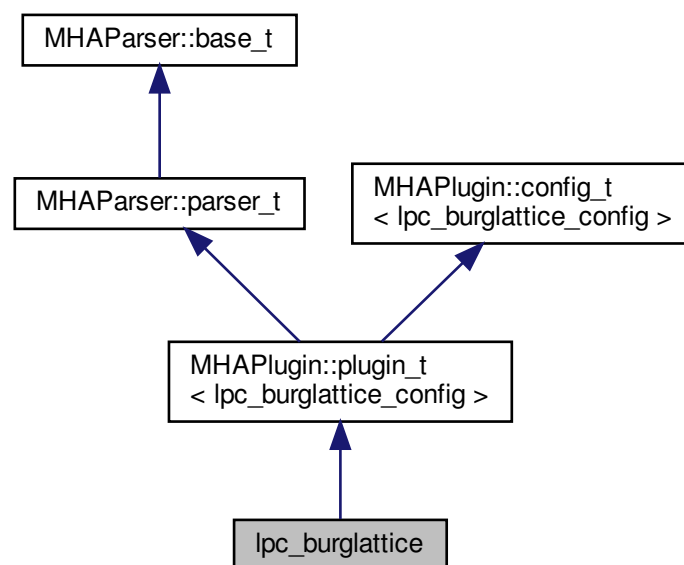 MHAParser::base_t
MHAParser::parser_t
MHAPlugin::config_t
< lpc_burglattice_config >
MHAPlugin::plugin_t
< lpc_burglattice_config >
lpc_burglattice